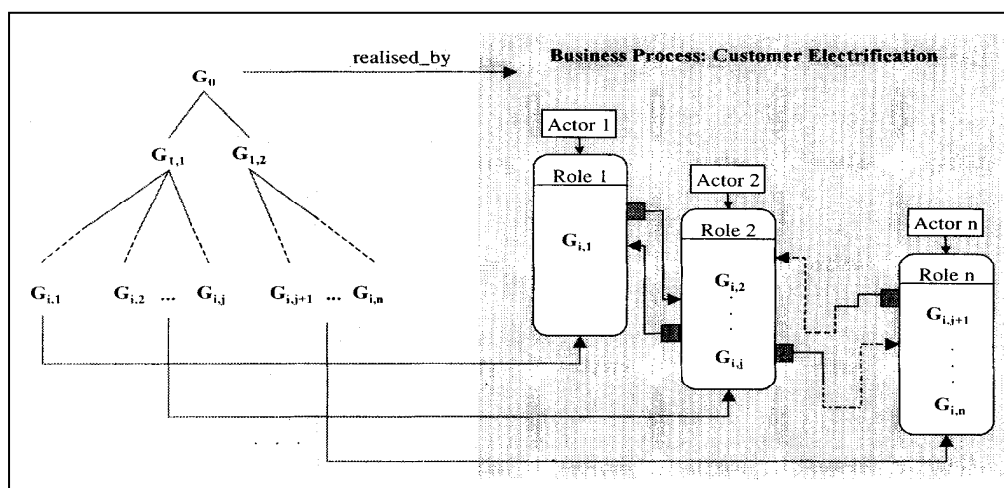 realised_by
Business Process: Customer Electrification
G0
G1,1
G1,2
Gi,1
Gi,2 ... Gi,j
Gi,j+1 ... Gi,n
. . . .
Actor 1
Role 1
Gi,1
Actor 2
Role 2
Gi,2
.
.
.
Gi,j
Actor n
Role n
Gi,j+1
.
.
.
.
Gi,n